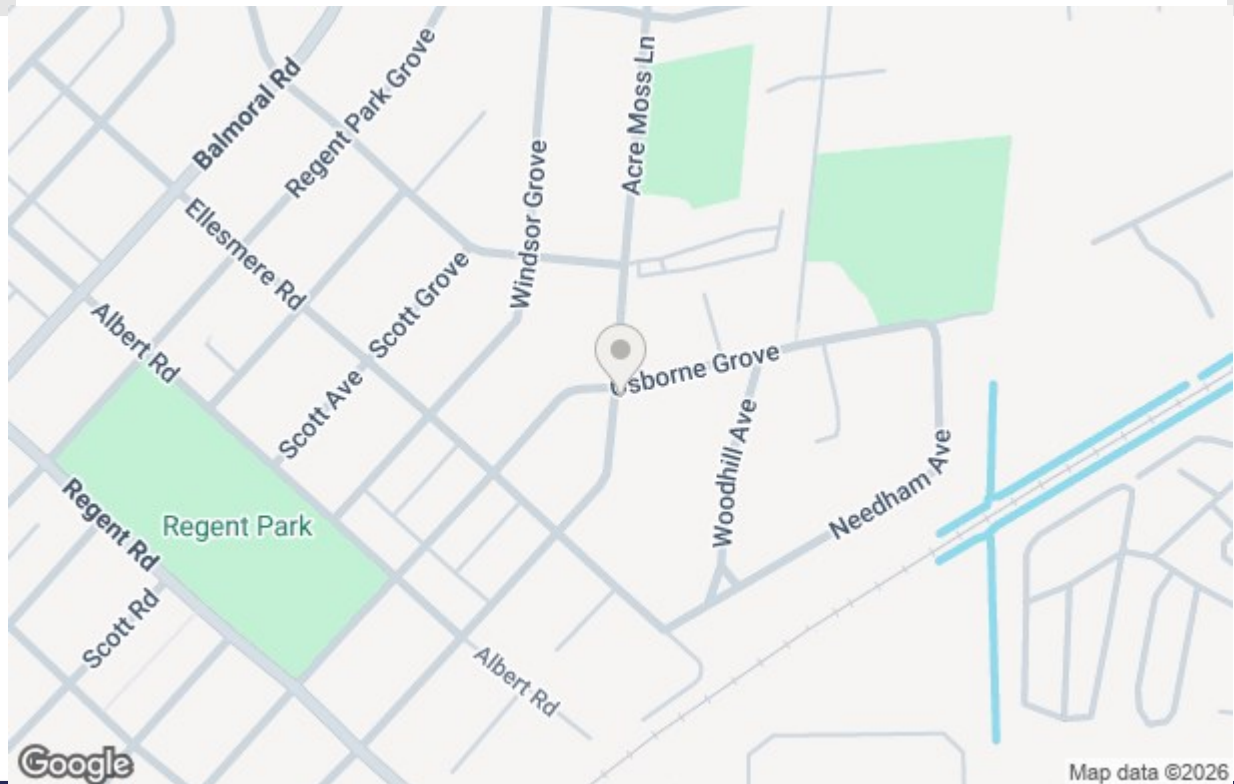 Balmoral Rd
Regent Park Grove
Acre Moss Ln
Windsor Grove
Ellesmere Rd
Scott Grove
Albert Rd
Osborne Grove
Scott Ave
Woodhill Ave
Needham Ave
Regent Rd
Regent Park
Scott Rd
Albert Rd
Google
Map data ©2026